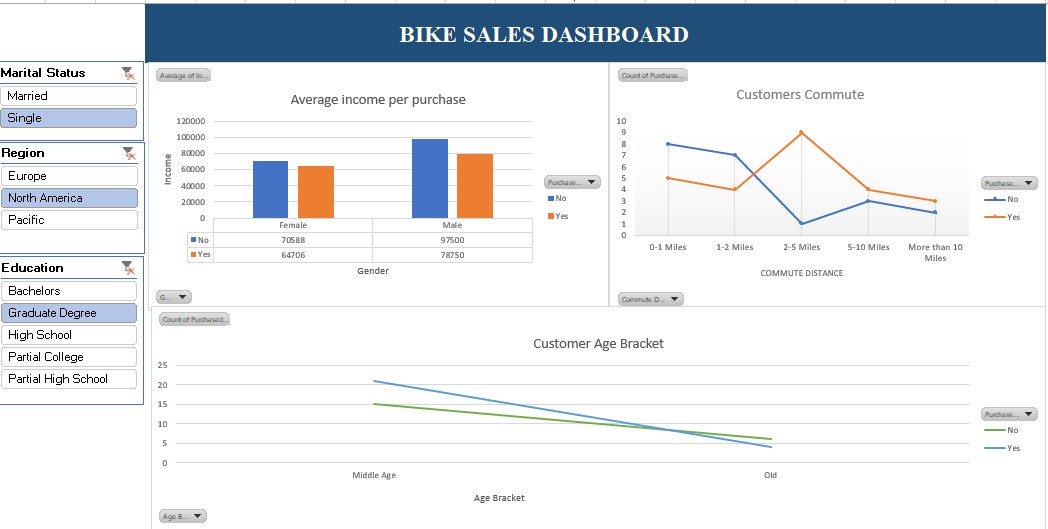 BIKE SALES DASHBOARD
Marital Status
Married
Single
Region
Europe
North America
Pacific
Education
Bachelors
Graduate Degree
High School
Partial College
Partial High School
Average of In...
Average income per purchase
Income
120000
100000
80000
60000
40000
20000
0
Female Male
No 70588 97500
Yes 64706 78750
Gender
Purchase...
No
Yes
G...
Count of Purchase...
Customers Commute
10
9
8
7
6
5
4
3
2
1
0
0-1 Miles 1-2 Miles 2-5 Miles 5-10 Miles More than 10
Miles
COMMUTE DISTANCE
Purchase...
No
Yes
Commute D...
Count of Purchased...
Customer Age Bracket
25
20
15
10
5
0
Middle Age Old
Age Bracket
Purchase...
No
Yes
Age B...